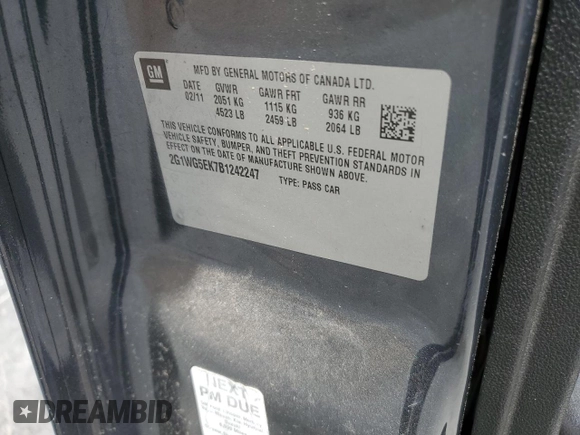 GM
MFD BY GENERAL MOTORS OF CANADA LTD.
DATE GVWR GAWR FRT GAWR RR
02/11 2051 KG 1115 KG 936 KG
4523 LB 2459 LB 2064 LB
THIS VEHICLE CONFORMS TO ALL APPLICABLE U.S. FEDERAL MOTOR
VEHICLE SAFETY, BUMPER, AND THEFT PREVENTION STANDARDS IN
EFFECT ON THE DATE OF MANUFACTURE SHOWN ABOVE.
2G1WG5EK7B1242247 TYPE: PASS CAR
NEXT
PM DUE
DREAMBID